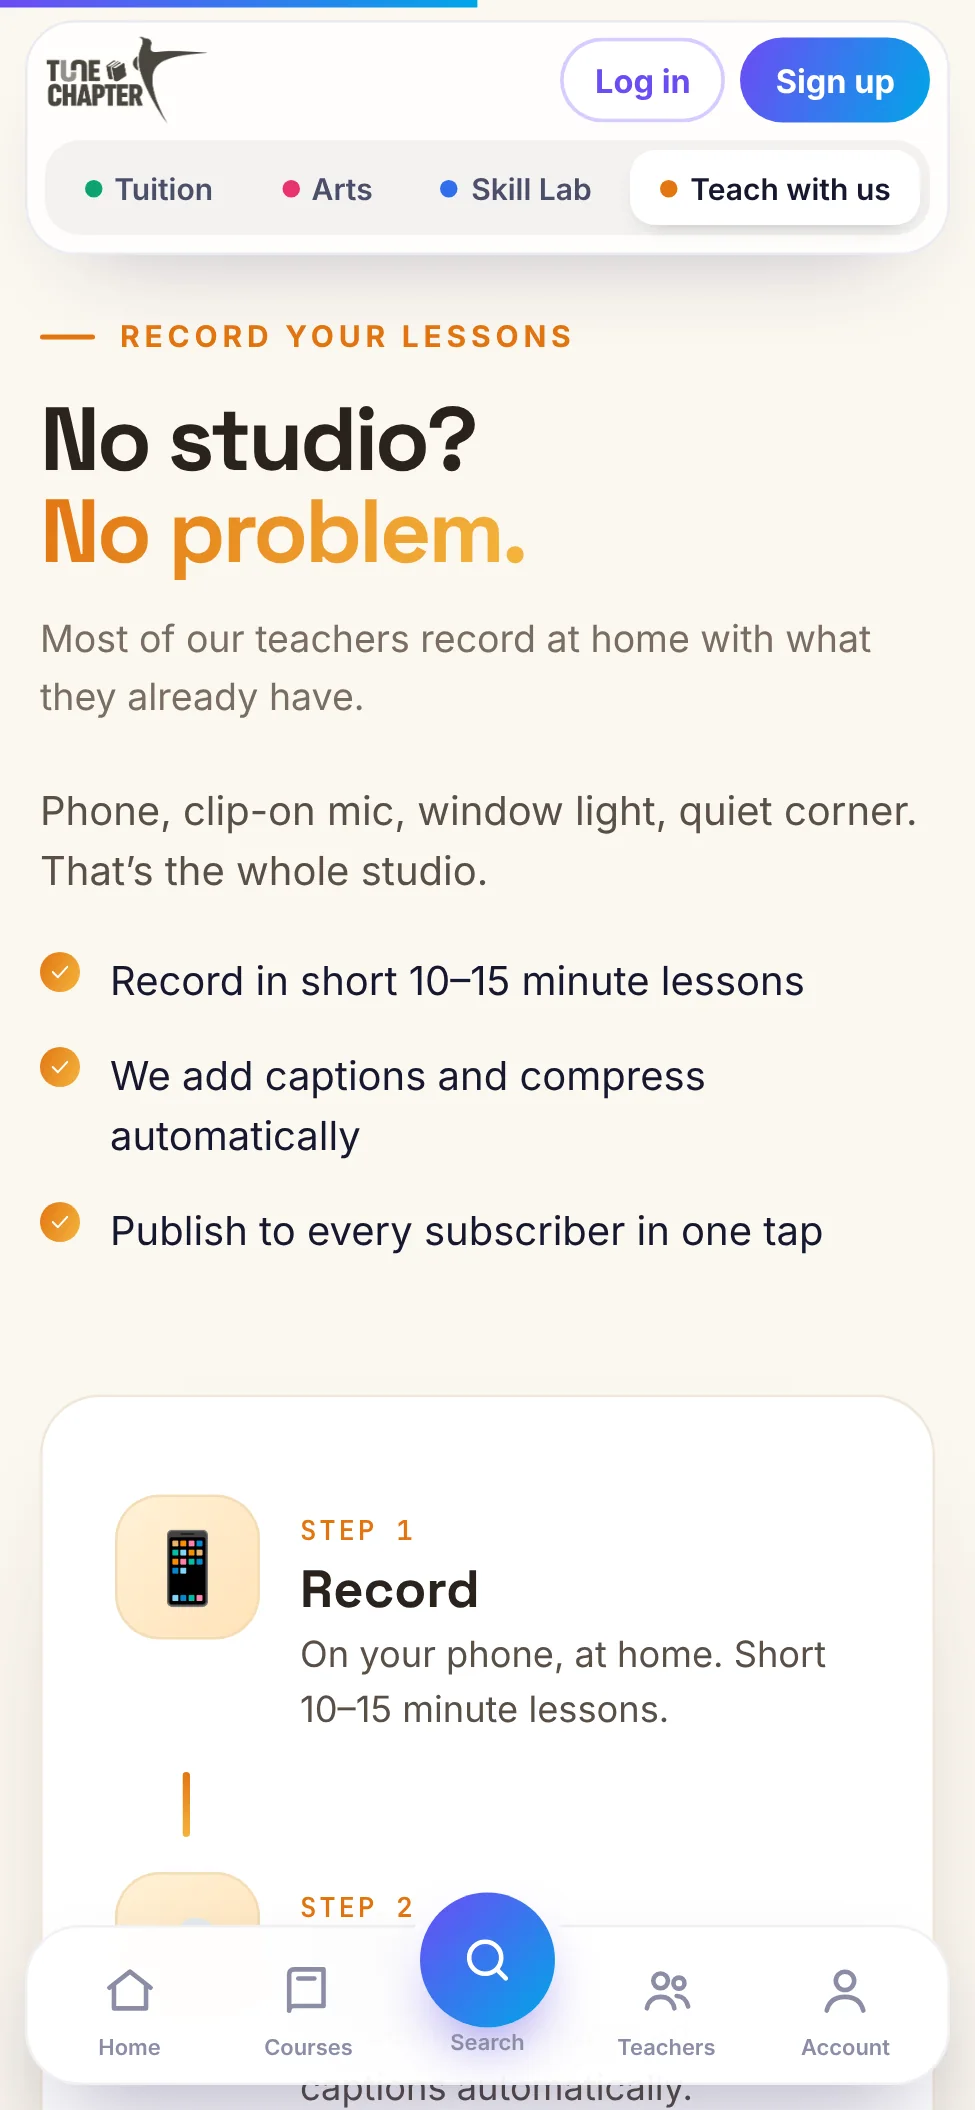 TUNE
CHAPTER
Log in
Sign up
Tuition
Arts
Skill Lab
Teach with us
RECORD YOUR LESSONS
No studio?
No problem.
Most of our teachers record at home with what
they already have.
Phone, clip-on mic, window light, quiet corner.
That’s the whole studio.
Record in short 10–15 minute lessons
We add captions and compress
automatically
Publish to every subscriber in one tap
STEP 1
Record
On your phone, at home. Short
10–15 minute lessons.
STEP 2
Home
Courses
Search
Teachers
Account
captions automatically.